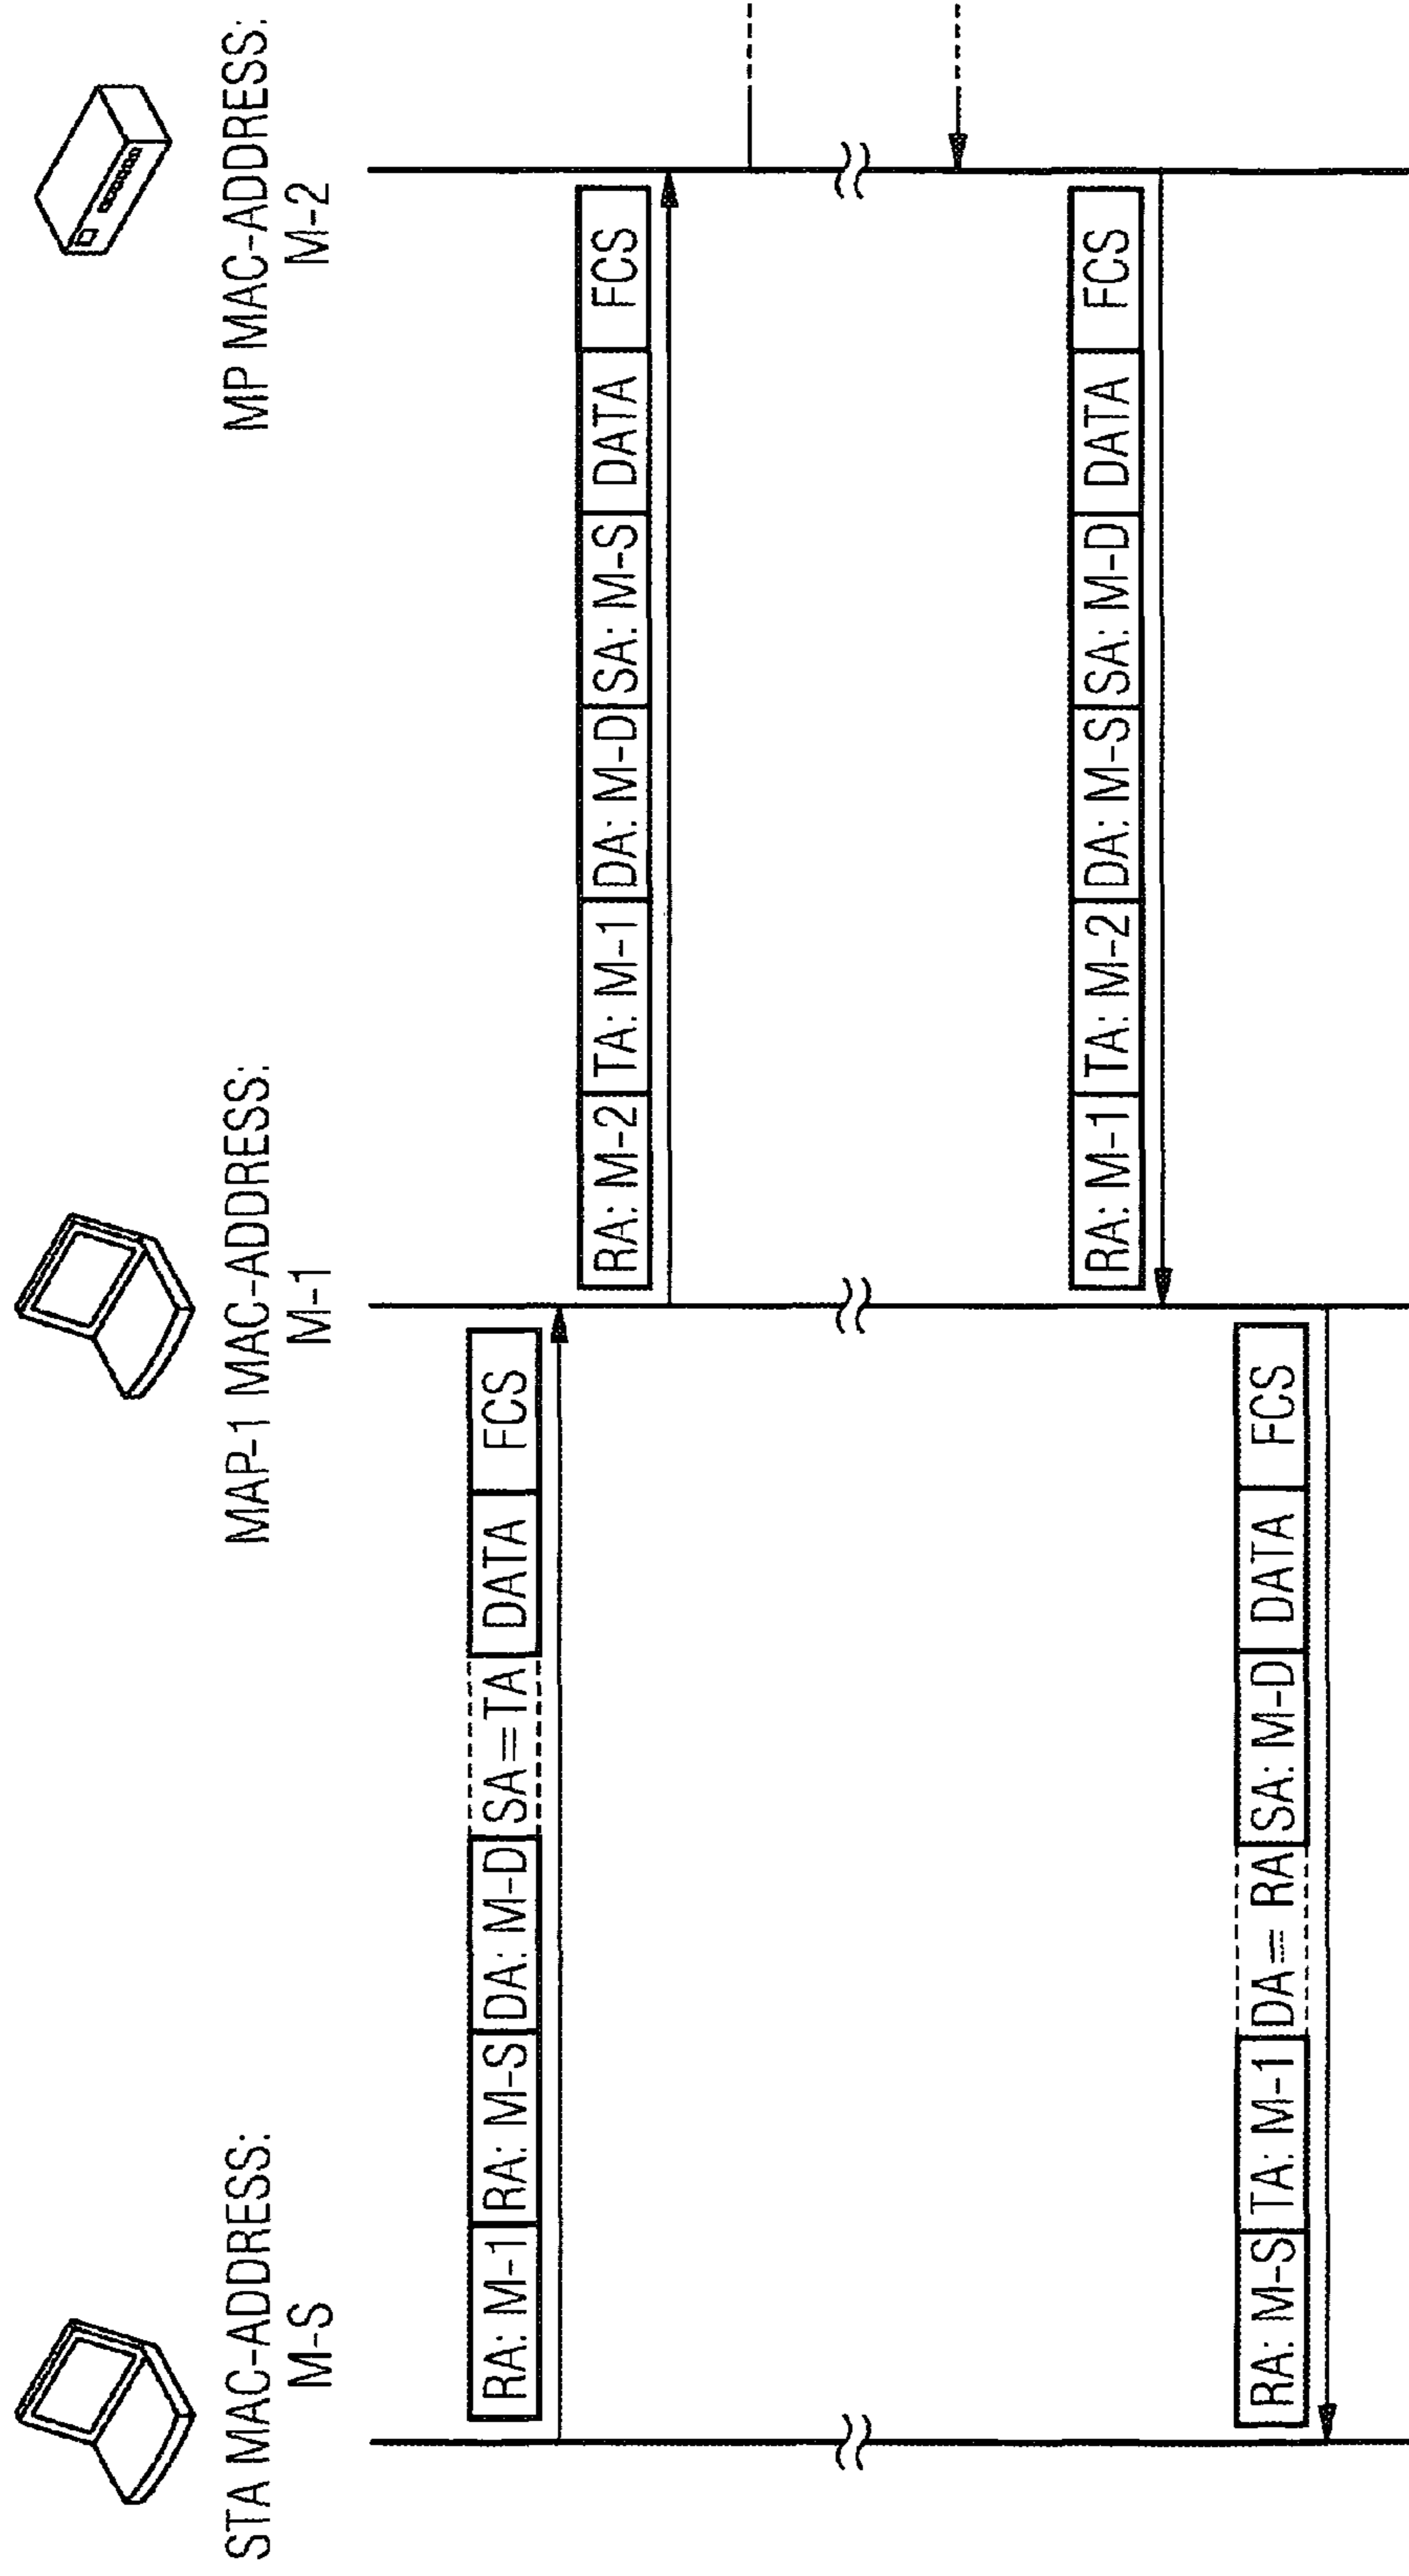 STA MAC-ADDRESS:
M-S
MAP-1 MAC-ADDRESS:
M-1
MP MAC-ADDRESS:
M-2
RA: M-1 RA: M-S DA: M-D SA=TA DATA FCS
RA: M-2 TA: M-1 DA: M-D SA: M-S DATA FCS
RA: M-1 TA: M-2 DA: M-S SA: M-D DATA FCS
RA: M-S TA: M-1 DA= RA SA: M-D DATA FCS